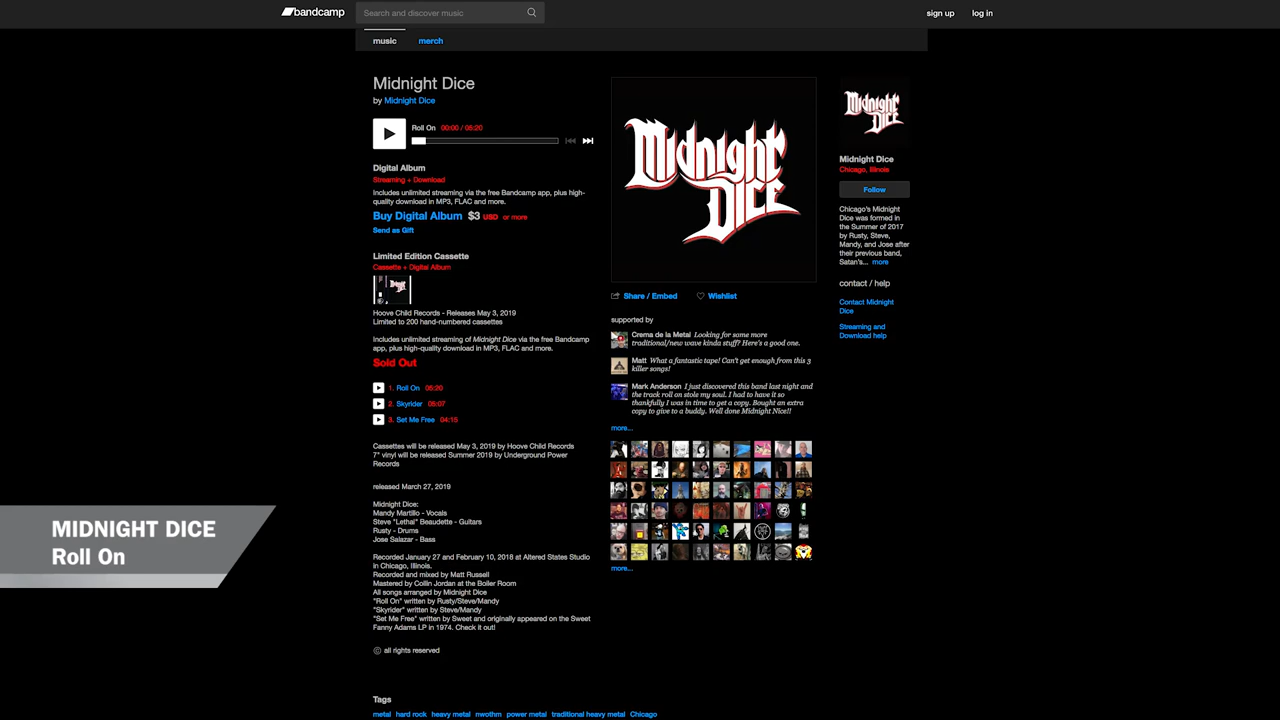 bandcamp
Search and discover music
sign up
log in
music
merch
Midnight Dice
by Midnight Dice
Roll On 00:00 / 05:20
Digital Album
Streaming + Download
Includes unlimited streaming via the free Bandcamp app, plus high-
quality download in MP3, FLAC and more.
Buy Digital Album $3 USD or more
Send as Gift
Limited Edition Cassette
Cassette + Digital Album
Hoove Child Records - Releases May 3, 2019
Limited to 200 hand-numbered cassettes
Includes unlimited streaming of Midnight Dice via the free Bandcamp
app, plus high-quality download in MP3, FLAC and more.
Sold Out
1. Roll On 05:20
2. Skyrider 05:07
3. Set Me Free 04:15
Cassettes will be released May 3, 2019 by Hoove Child Records
7" vinyl will be released Summer 2019 by Underground Power
Records
released March 27, 2019
Midnight Dice:
Mandy Martillo - Vocals
Steve "Lethal" Beaudette - Guitars
Rusty - Drums
Jose Salazar - Bass
Recorded January 27 and February 10, 2018 at Altered States Studio
in Chicago, Illinois.
Recorded and mixed by Matt Russell
Mastered by Collin Jordan at the Boiler Room
All songs arranged by Midnight Dice
"Roll On" written by Rusty/Steve/Mandy
"Skyrider" written by Steve/Mandy
"Set Me Free" written by Sweet and originally appeared on the Sweet
Fanny Adams LP in 1974. Check it out!
© all rights reserved
Tags
metal hard rock heavy metal nwothm power metal traditional heavy metal Chicago
Midnight
Dice
Share / Embed
Wishlist
supported by
Crema de la Metal Looking for some more
traditional/new wave kinda stuff? Here's a good one.
Matt What a fantastic tape! Can't get enough from this 3
killer songs!
Mark Anderson I just discovered this band last night and
the track roll on stole my soul. I had to have it so
thankfully I was in time to get a copy. Bought an extra
copy to give to a buddy. Well done Midnight Nice!!
more...
more...
Midnight
Dice
Midnight Dice
Chicago, Illinois
Follow
Chicago's Midnight
Dice was formed in
the Summer of 2017
by Rusty, Steve,
Mandy, and Jose after
their previous band,
Satan's... more
contact / help
Contact Midnight
Dice
Streaming and
Download help
MIDNIGHT DICE
Roll On